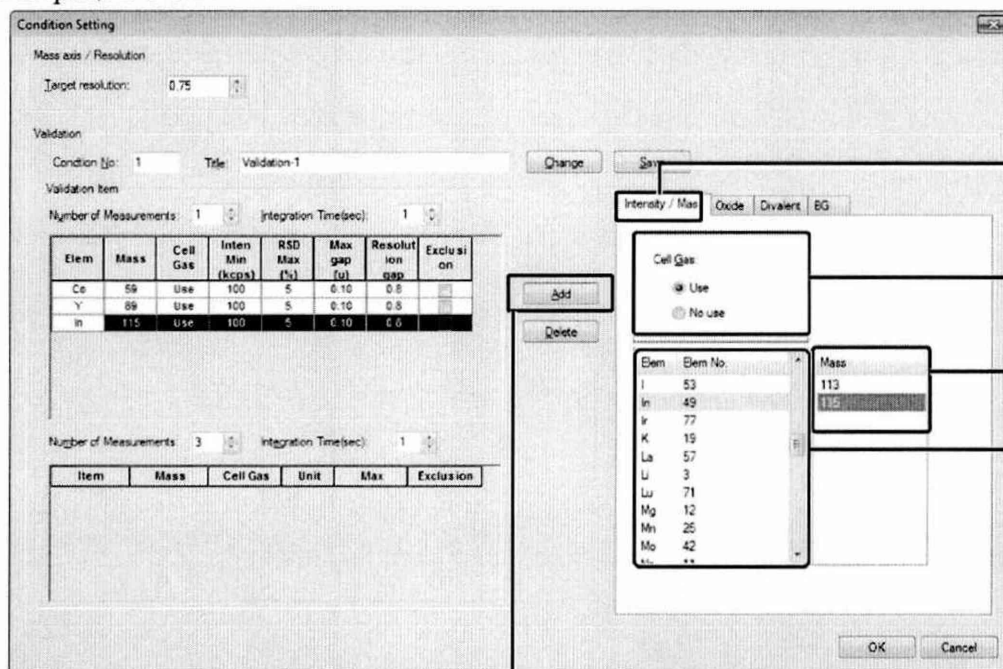 Condition Setting
Mass axis / Resolution
Target resolution: 0.75
Validation
Condition No: 1 Title: Validation-1 Change Save
Validation Item
Number of Measurements: 1 Integration Time(sec): 1
Intensity / Mas Oxide Divalent BG
Elem Mass Cell Gas Inten Min (kcps) RSD Max (%) Max gap (u) Resolut ion gap Exclusi on
Co 59 Use 100 5 0.10 0.8
Y 89 Use 100 5 0.10 0.8
In 115 Use 100 5 0.10 0.8
Add
Delete
Cell Gas:
Use
No use
Elem Elem No.
I 53
In 49
Ir 77
K 19
La 57
Li 3
Lu 71
Mg 12
Mn 25
Mo 42
Mass
113
115
Number of Measurements: 3 Integration Time(sec): 1
Item Mass Cell Gas Unit Max Exclusion
OK Cancel